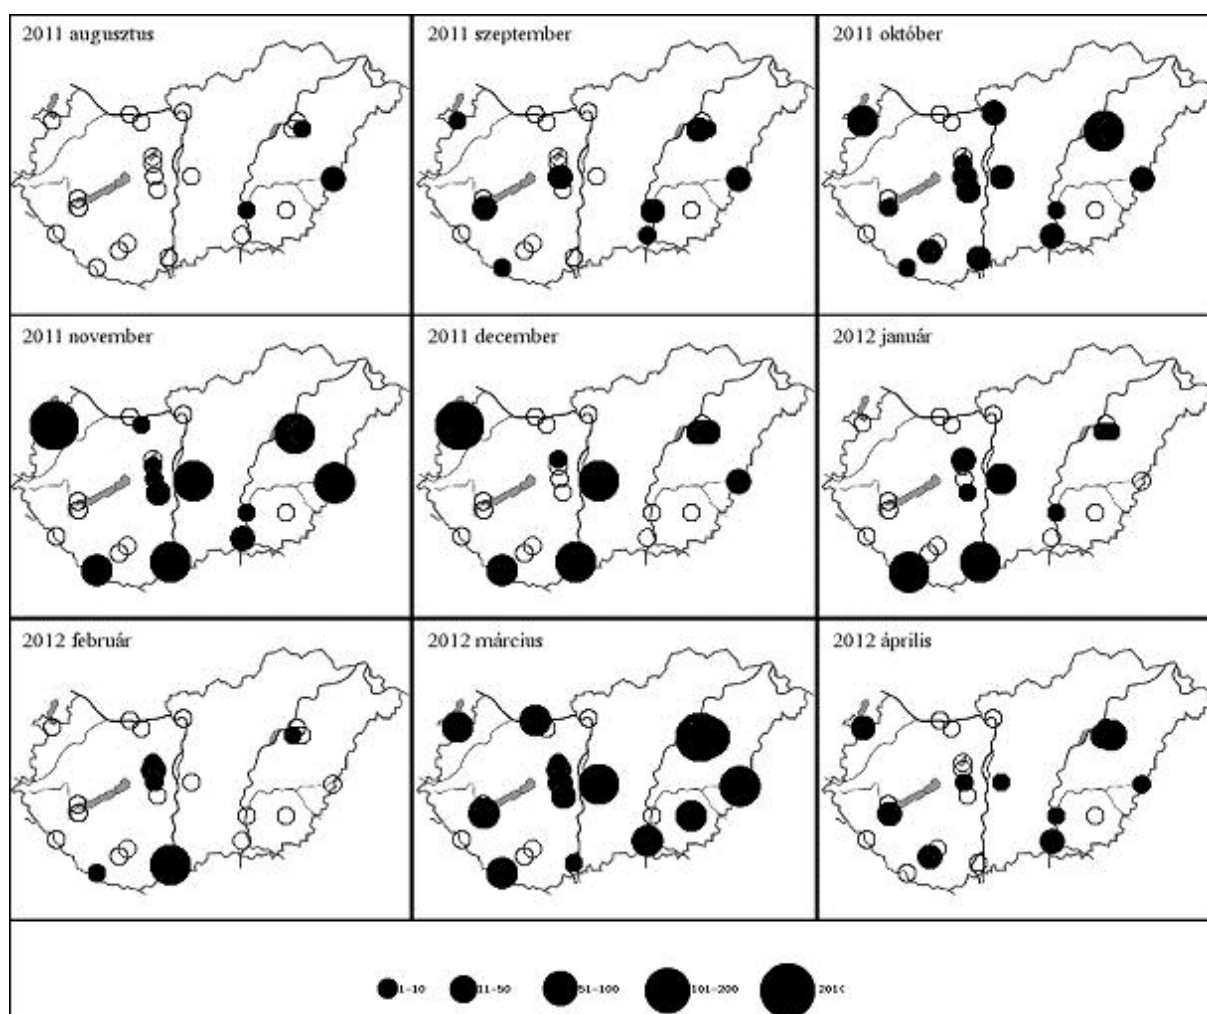 2011 augusztus
2011 szeptember
2011 október
2011 november
2011 december
2012 január
2012 február
2012 március
2012 április
1-10
11-50
51-100
101-200